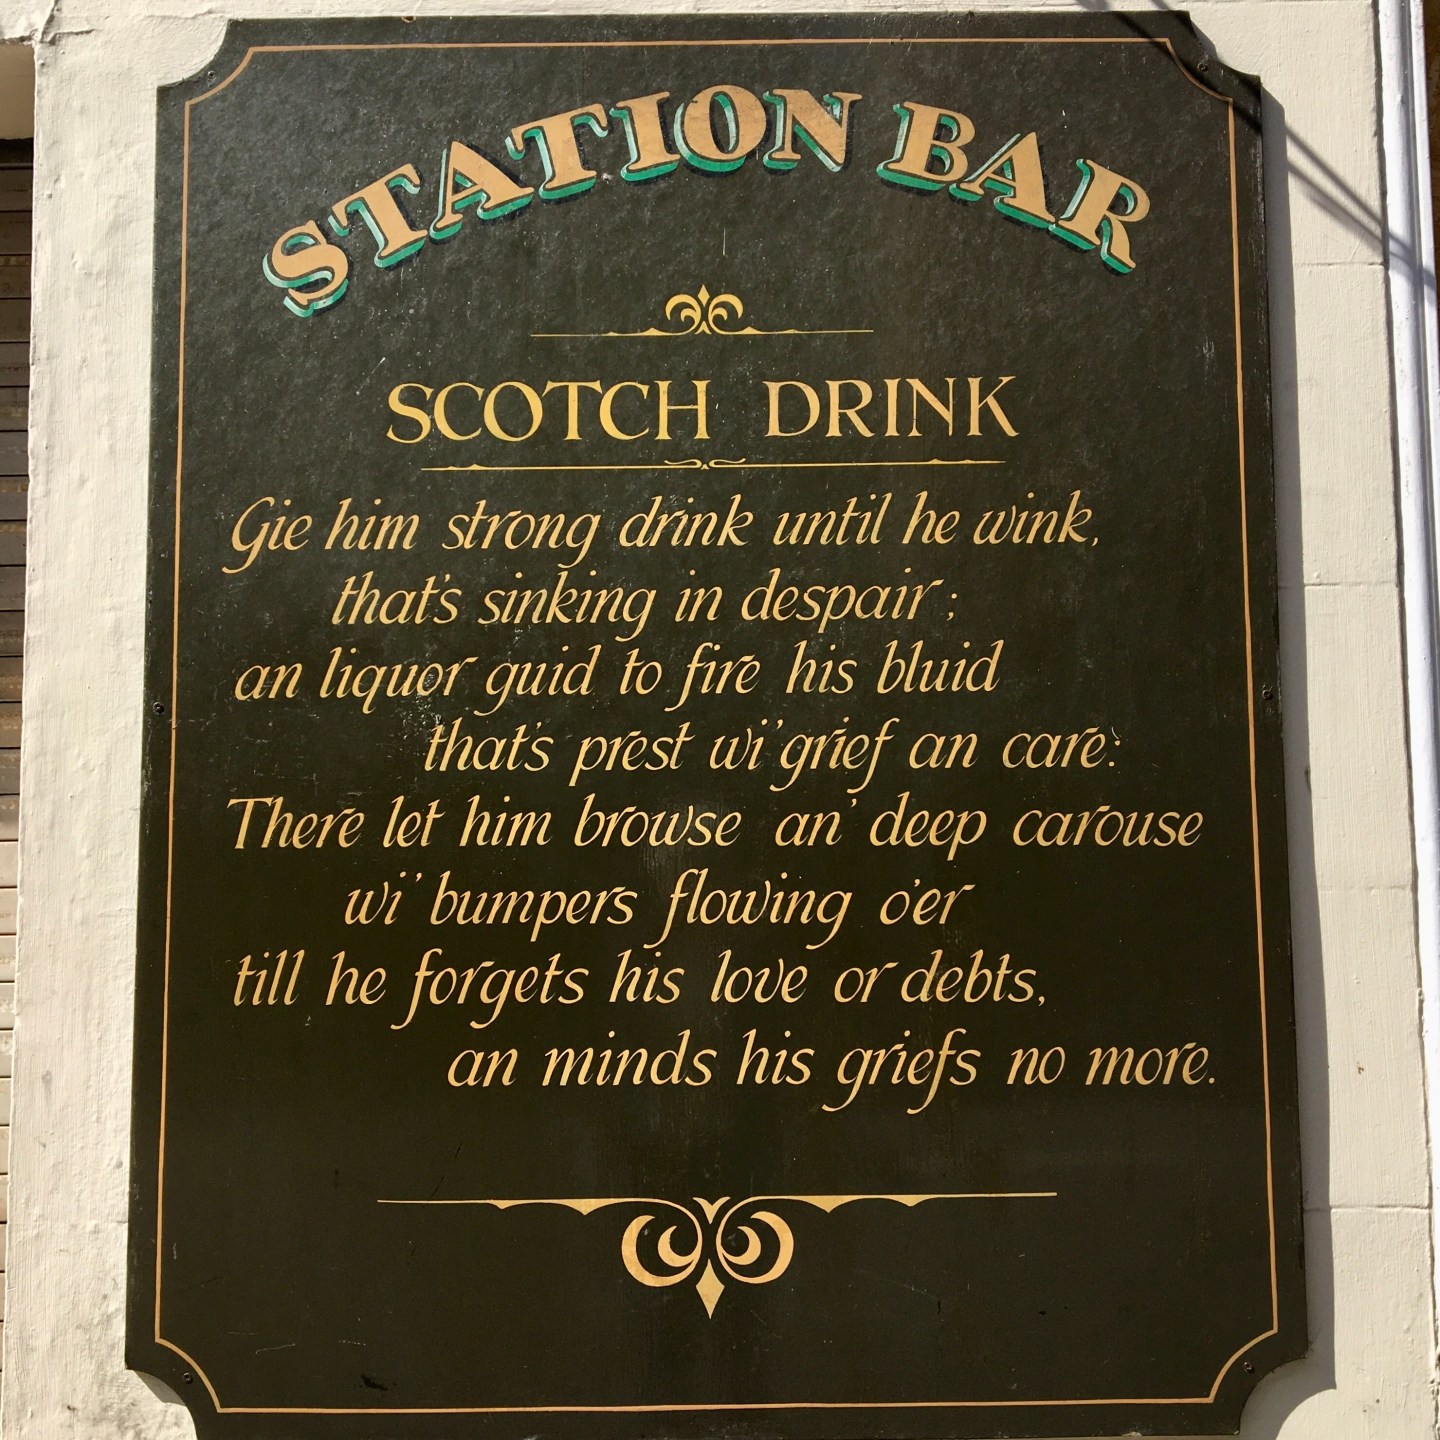 STATION BAR
SCOTCH DRINK
Gie him strong drink until he wink,
that's sinking in despair;
an liquor guid to fire his bluid
that's prest wi' grief an care:
There let him browse an' deep carouse
wi' bumpers flowing o'er
till he forgets his love or debts,
an minds his griefs no more.